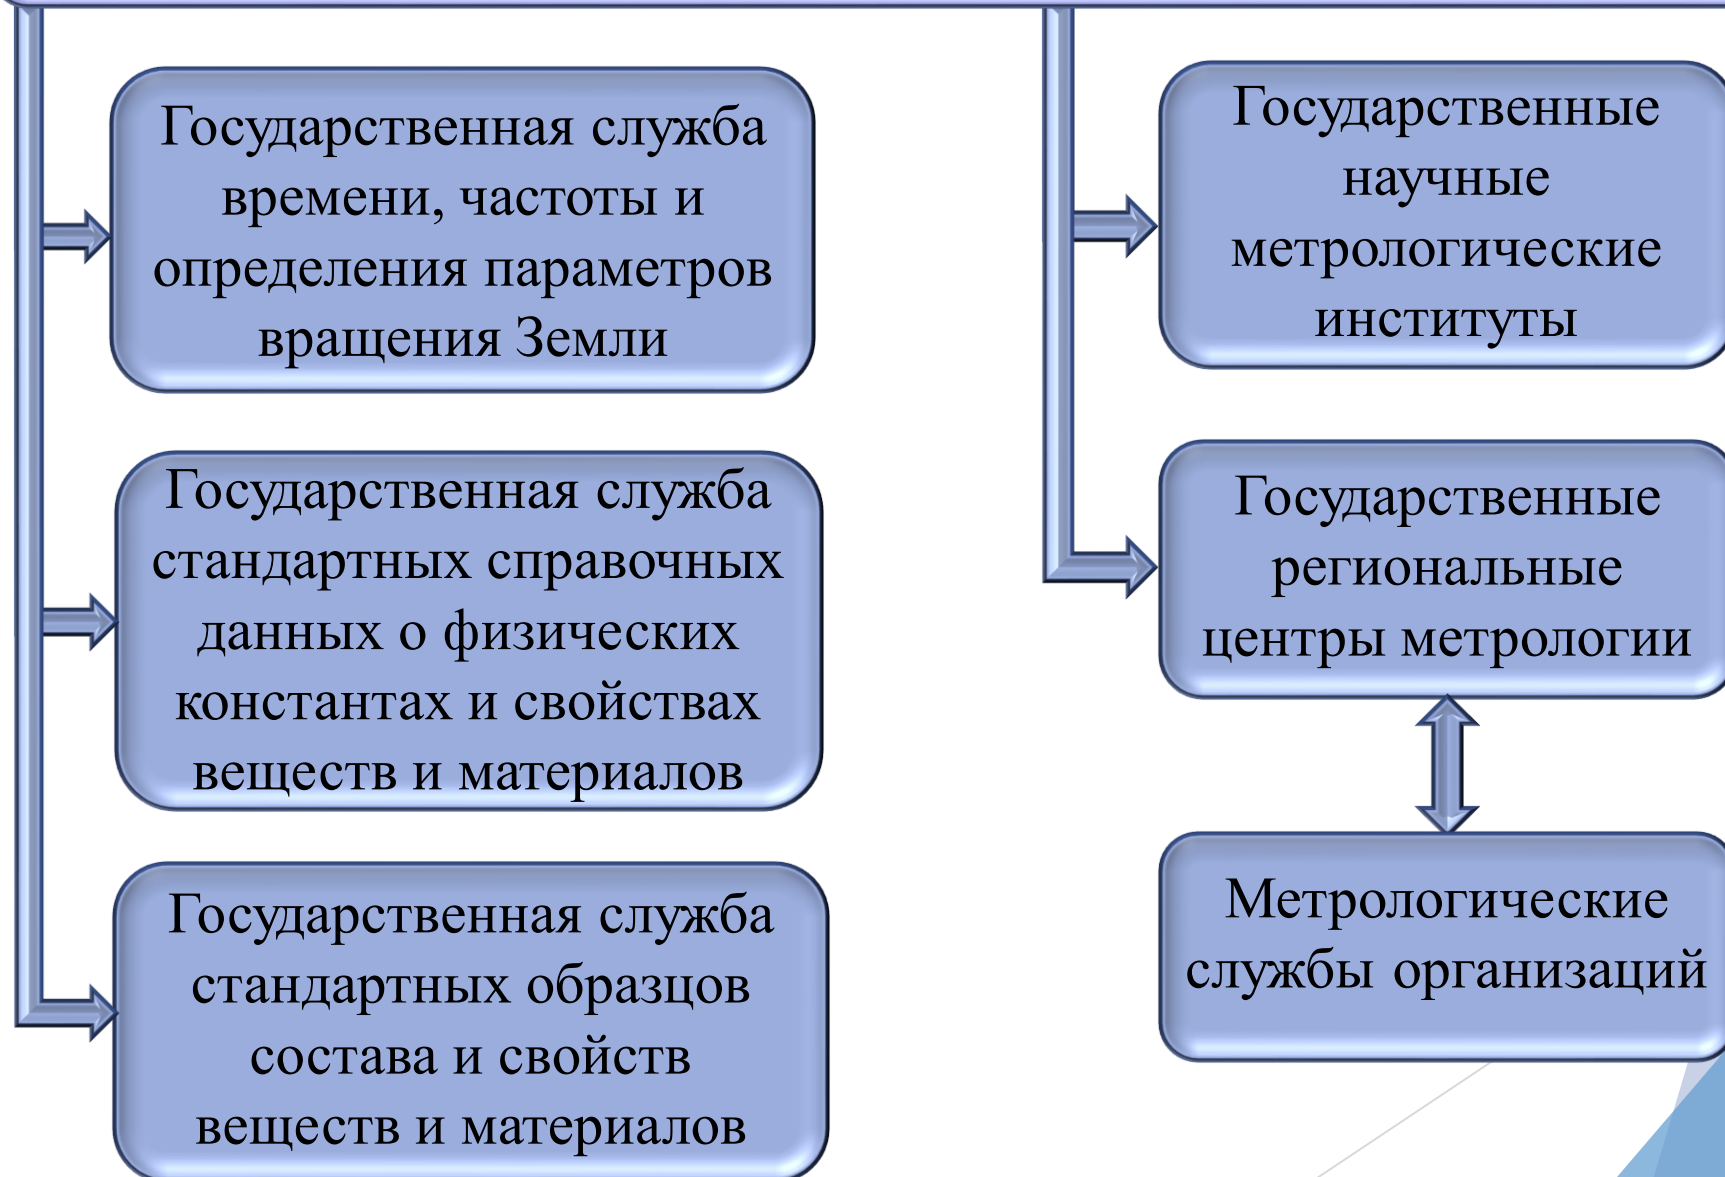 Государственная служба
времени, частоты и
определения параметров
вращения Земли
Государственная служба
стандартных справочных
данных о физических
константах и свойствах
веществ и материалов
Государственная служба
стандартных образцов
состава и свойств
веществ и материалов
Государственные
научные
метрологические
институты
Государственные
региональные
центры метрологии
Метрологические
службы организаций